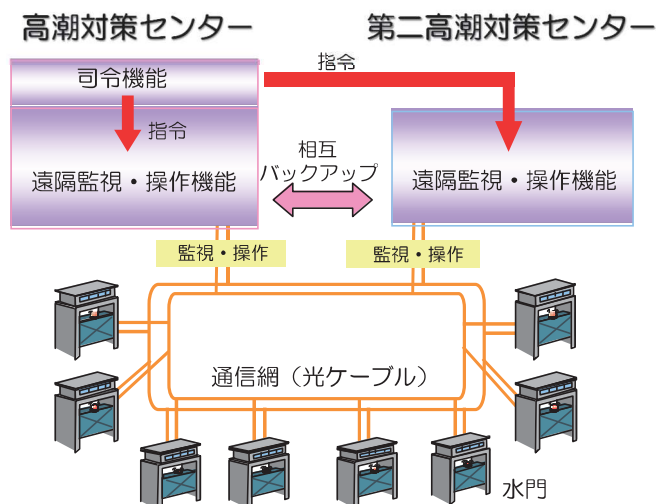 高潮対策センター
第二高潮対策センター
司令機能
指令
指令
遠隔監視・操作機能
相互
バックアップ
遠隔監視・操作機能
監視・操作
監視・操作
通信網（光ケーブル）
水門